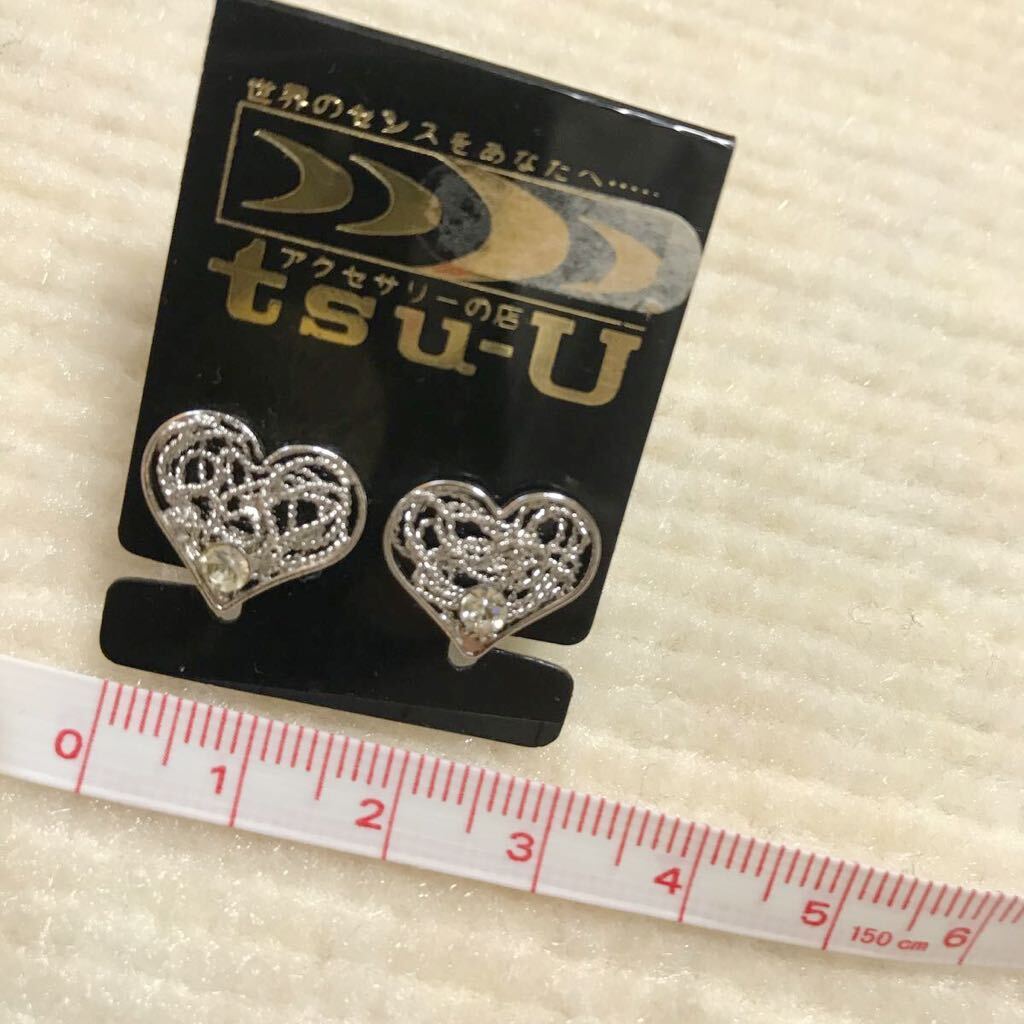 世界のセンスをあなたへ‥‥‥
アクセサリーの店
tsu-U
0 1 2 3 4 5 6
150 cm